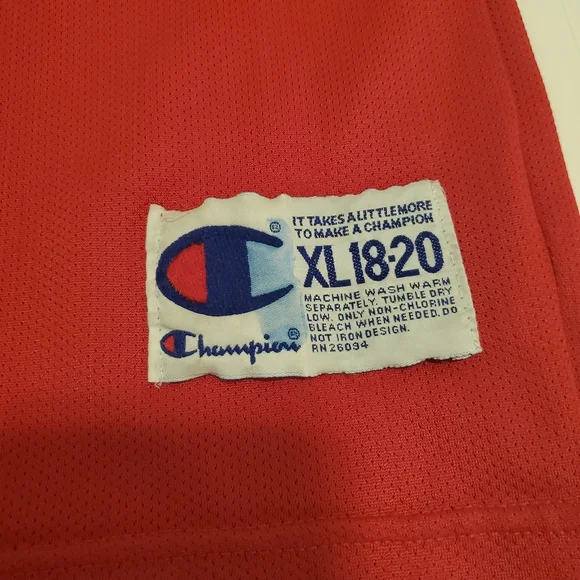 IT TAKES A LITTLE MORE
TO MAKE A CHAMPION
XL 18-20
MACHINE WASH WARM
SEPARATELY. TUMBLE DRY
LOW. ONLY NON-CHLORINE
BLEACH WHEN NEEDED. DO
NOT IRON DESIGN.
RN26094
Champion